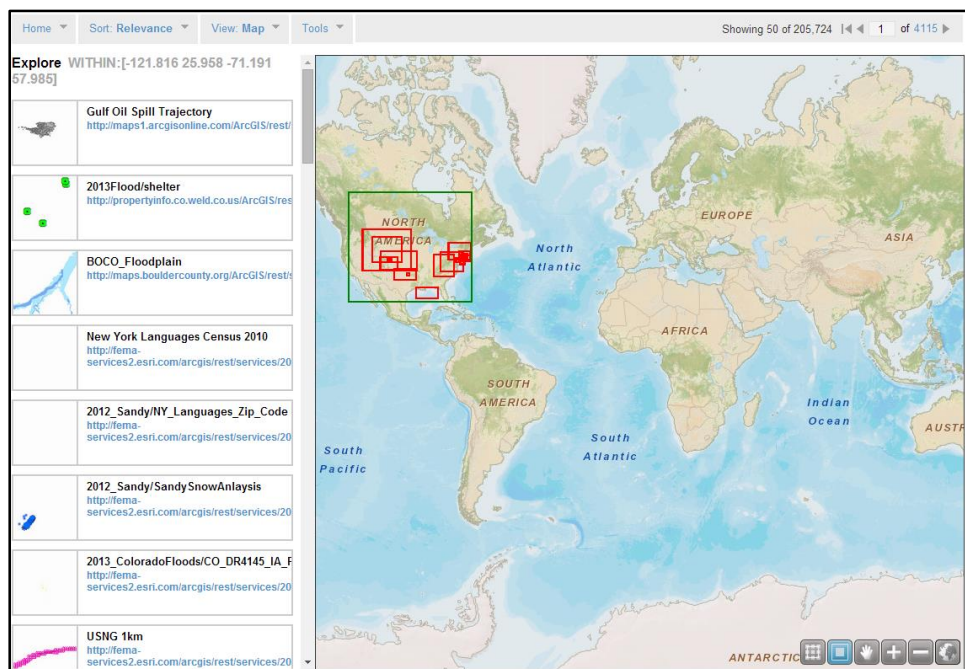 Home Sort: Relevance View: Map Tools Showing 50 of 205,724 1 of 4115
Explore WITHIN:[-121.816 25.958 -71.191
57.985]
Gulf Oil Spill Trajectory
http://maps1.arcgisonline.com/ArcGIS/rest/
2013Flood/shelter
http://propertyinfo.co.weld.co.us/ArcGIS/res
BOCO_Floodplain
http://maps.bouldercounty.org/ArcGIS/rest/s
New York Languages Census 2010
http://fema-
services2.esri.com/arcgis/rest/services/20
2012_Sandy/NY_Languages_Zip_Code
http://fema-
services2.esri.com/arcgis/rest/services/20
2012_Sandy/SandySnowAnlaysis
http://fema-
services2.esri.com/arcgis/rest/services/20
2013_ColoradoFloods/CO_DR4145_IA_F
http://fema-
services2.esri.com/arcgis/rest/services/20
USNG 1km
http://fema-
services2.esri.com/arcgis/rest/services/20
NORTH
AMERICA
EUROPE
ASIA
North
Atlantic
AFRICA
SOUTH
AMERICA
Indian
Ocean
AUSTR
South
Pacific
South
Atlantic
ANTARCTIC